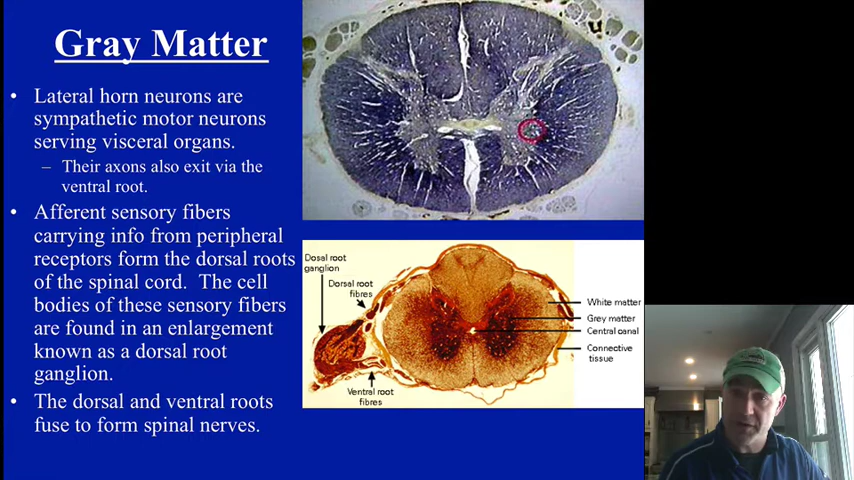 Gray Matter
• Lateral horn neurons are
sympathetic motor neurons
serving visceral organs.
– Their axons also exit via the
ventral root.
• Afferent sensory fibers
carrying info from peripheral
receptors form the dorsal roots
of the spinal cord. The cell
bodies of these sensory fibers
are found in an enlargement
known as a dorsal root
ganglion.
• The dorsal and ventral roots
fuse to form spinal nerves.
Dosal root
ganglion
Dorsal root
fibres
Ventral root
fibres
White matter
Grey matter
Central canal
Connective
tissue